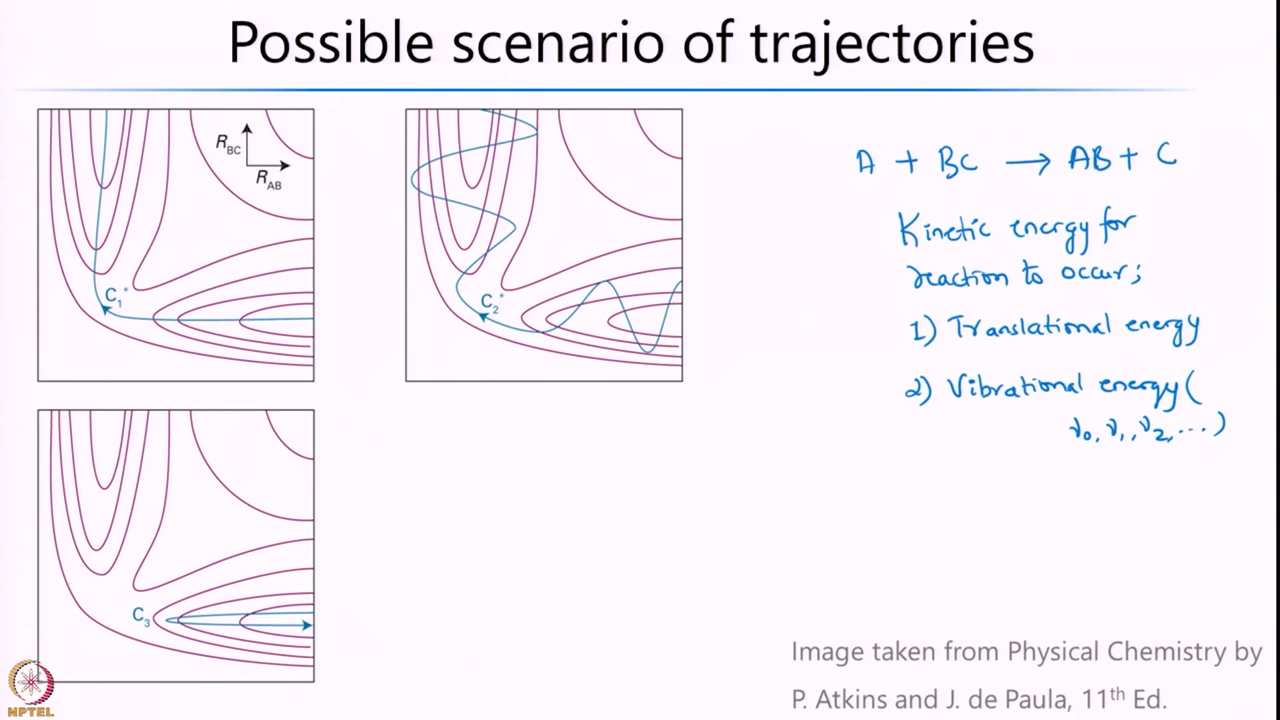 Possible scenario of trajectories
R_BC
R_AB
C₁*
C₂*
C₃
A + BC → AB + C
Kinetic energy for
reaction to occur;
1) Translational energy
2) Vibrational energy (
ν₀, ν₁, ν₂, ...)
Image taken from Physical Chemistry by
P. Atkins and J. de Paula, 11th Ed.
NPTEL